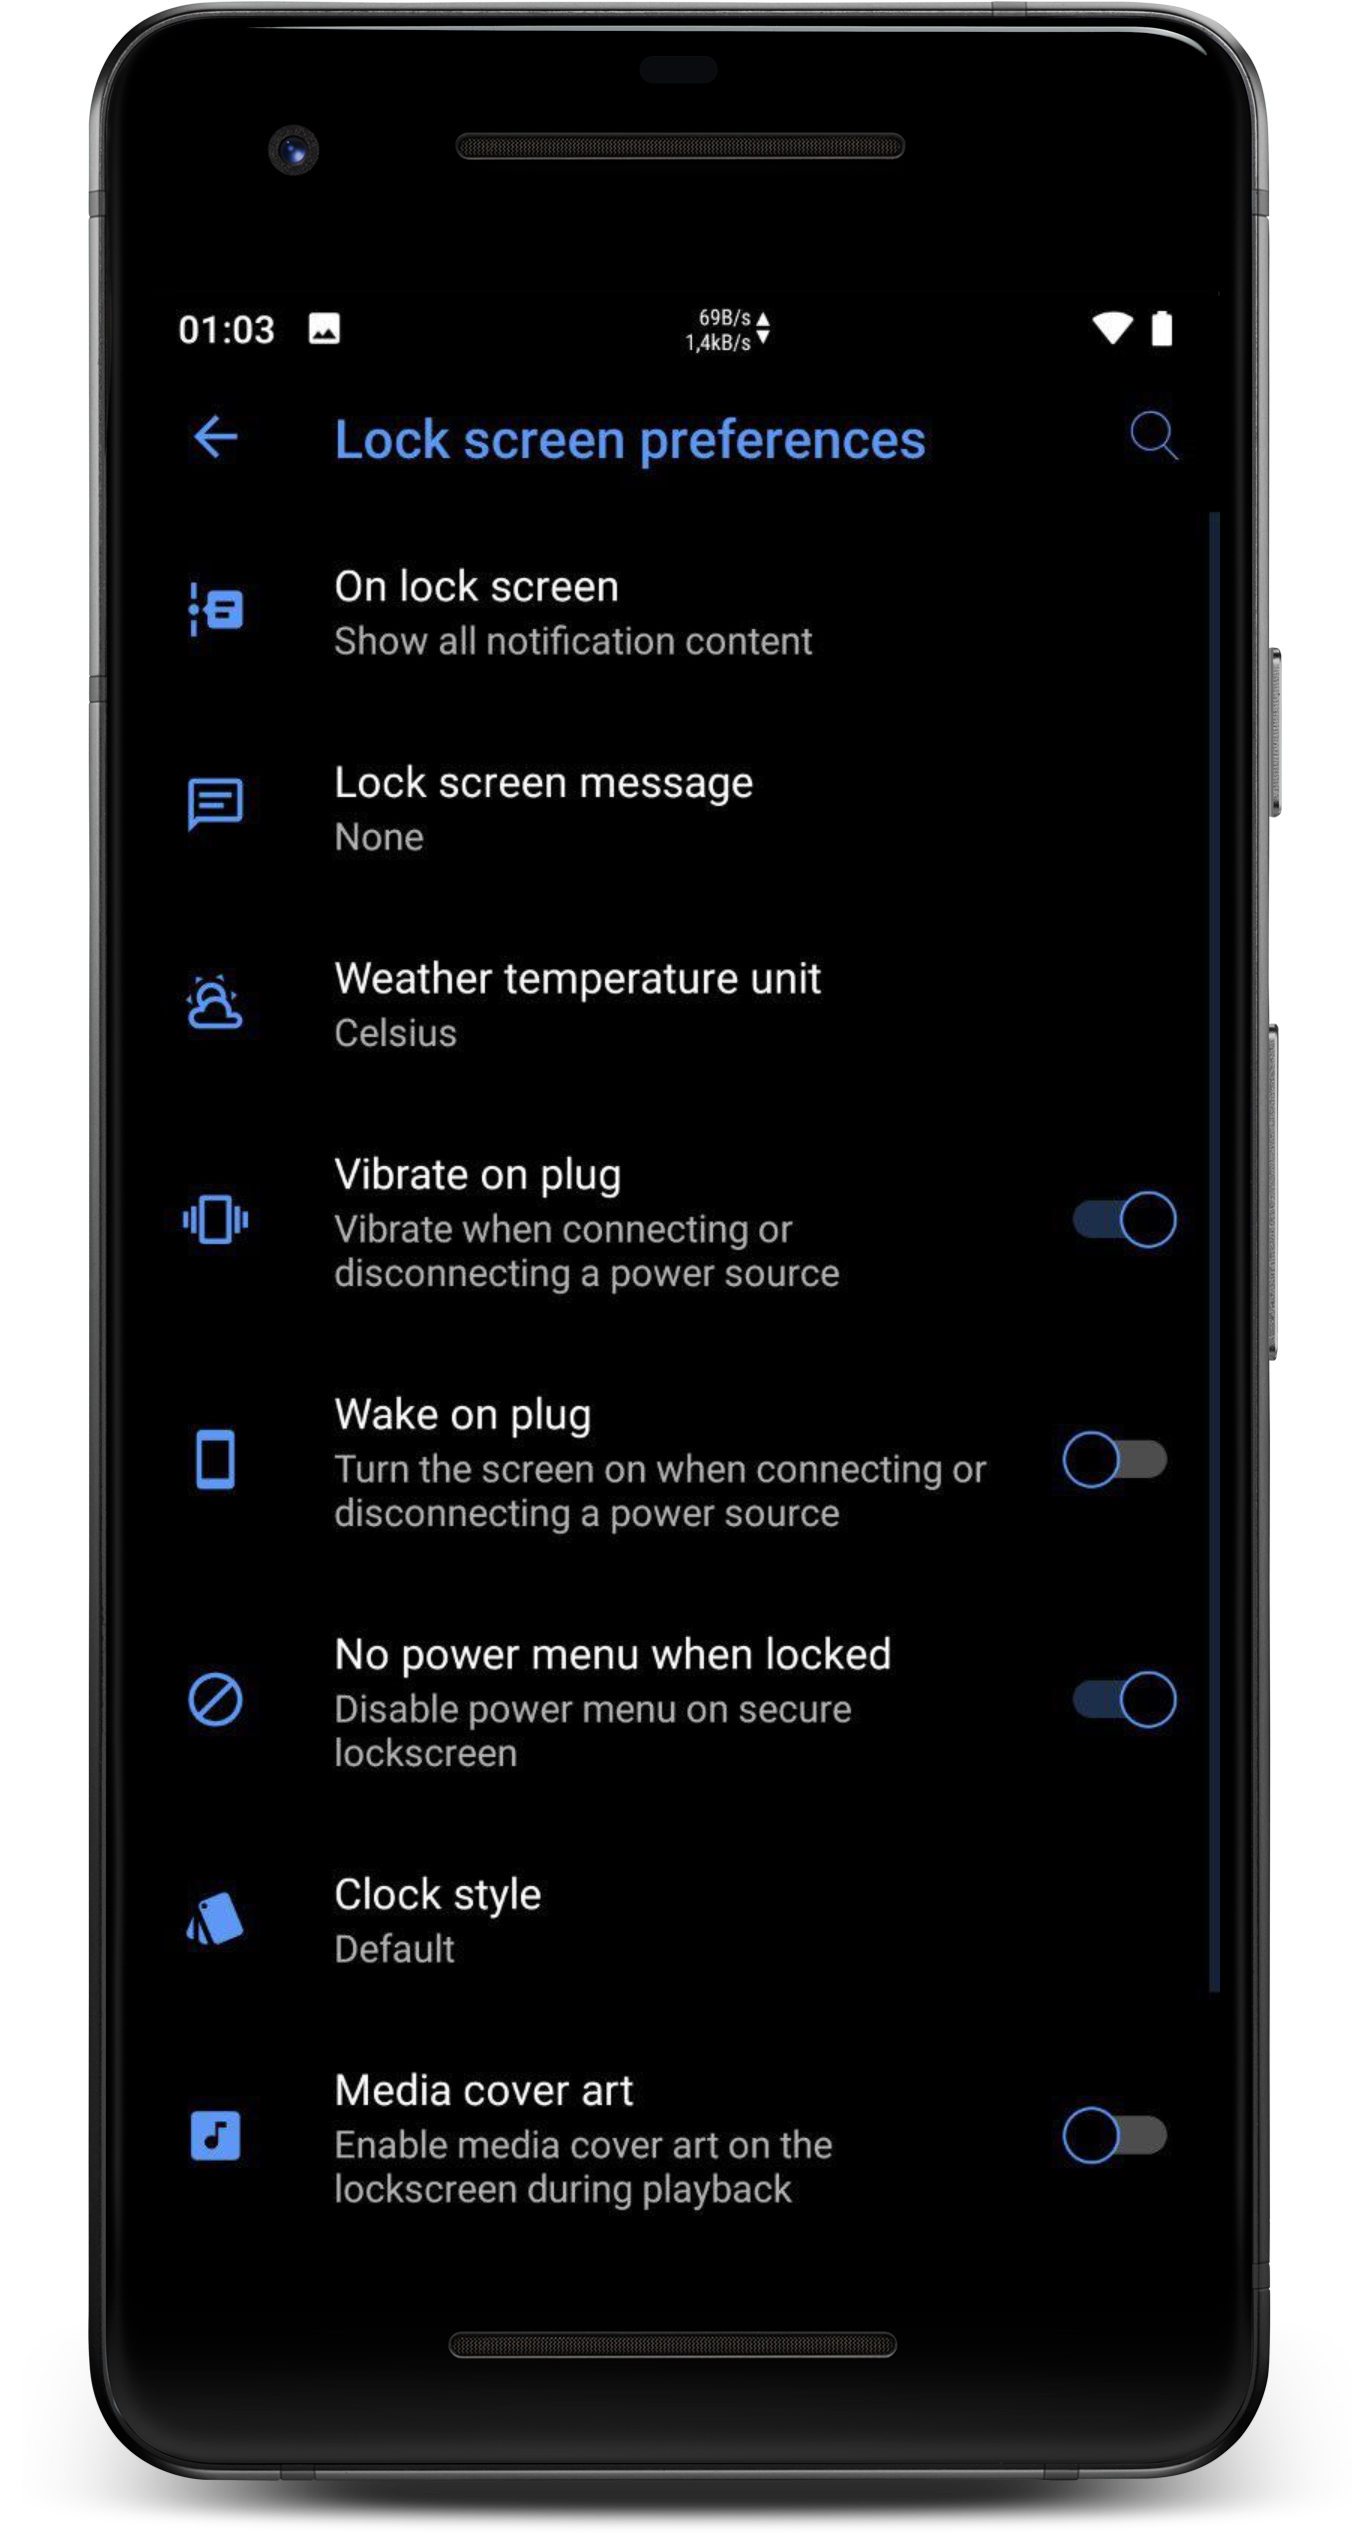 01:03
69B/s
1,4kB/s
Lock screen preferences
On lock screen
Show all notification content
Lock screen message
None
Weather temperature unit
Celsius
Vibrate on plug
Vibrate when connecting or
disconnecting a power source
Wake on plug
Turn the screen on when connecting or
disconnecting a power source
No power menu when locked
Disable power menu on secure
lockscreen
Clock style
Default
Media cover art
Enable media cover art on the
lockscreen during playback